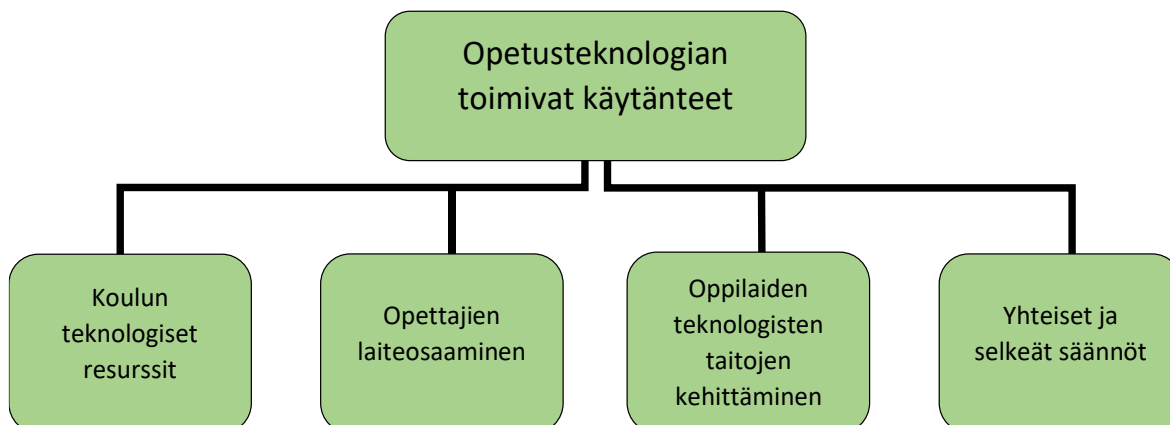 Opetusteknologian
toimivat käytänteet
Koulun
teknologiset
resurssit
Opettajien
laiteosaaminen
Oppilaiden
teknologisten
taitojen
kehittäminen
Yhteiset ja
selkeät säännöt